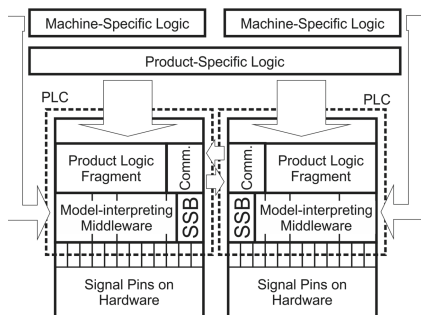 Machine-Specific Logic
Machine-Specific Logic
Product-Specific Logic
PLC
PLC
Product Logic
Fragment
Comm.
Comm.
Product Logic
Fragment
Model-interpreting
Middleware
SSB
SSB
Model-interpreting
Middleware
Signal Pins on
Hardware
Signal Pins on
Hardware